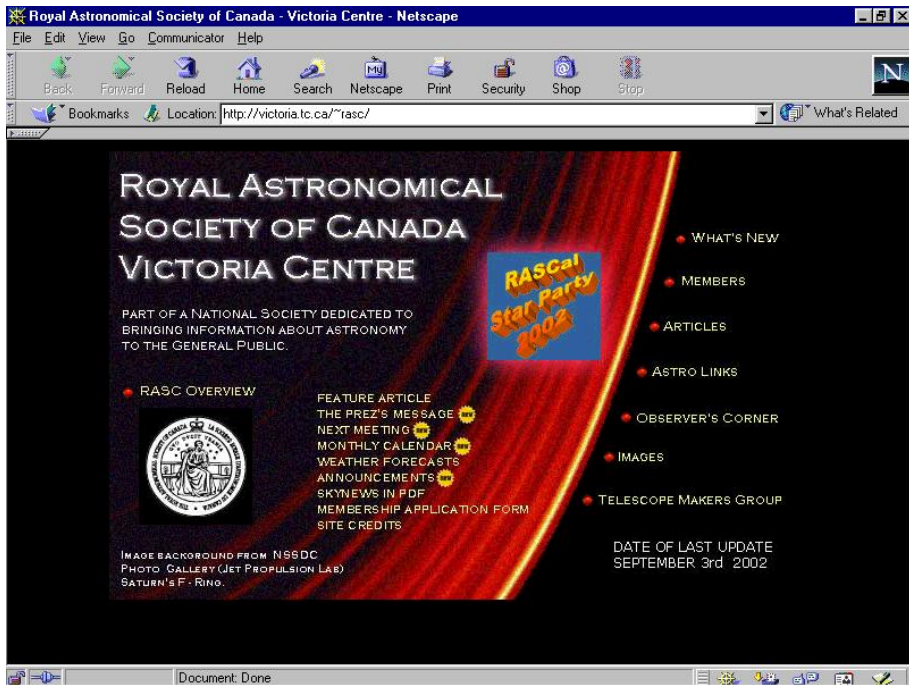 Royal Astronomical Society of Canada - Victoria Centre - Netscape
File Edit View Go Communicator Help
Back Forward Reload Home Search Netscape Print Security Shop Stop
Bookmarks Location: http://victoria.tc.ca/~rasc/ What's Related
ROYAL ASTRONOMICAL
SOCIETY OF CANADA
VICTORIA CENTRE
PART OF A NATIONAL SOCIETY DEDICATED TO
BRINGING INFORMATION ABOUT ASTRONOMY
TO THE GENERAL PUBLIC.
RASCal
Star Party
2002
RASC OVERVIEW
FEATURE ARTICLE
THE PREZ'S MESSAGE NEW
NEXT MEETING NEW
MONTHLY CALENDAR NEW
WEATHER FORECASTS
ANNOUNCEMENTS NEW
SKYNEWS IN PDF
MEMBERSHIP APPLICATION FORM
SITE CREDITS
IMAGE BACKGROUND FROM NSSDC
PHOTO GALLERY (JET PROPULSION LAB)
SATURN'S F - RING.
WHAT'S NEW
MEMBERS
ARTICLES
ASTRO LINKS
OBSERVER'S CORNER
IMAGES
TELESCOPE MAKERS GROUP
DATE OF LAST UPDATE
SEPTEMBER 3rd 2002
Document: Done